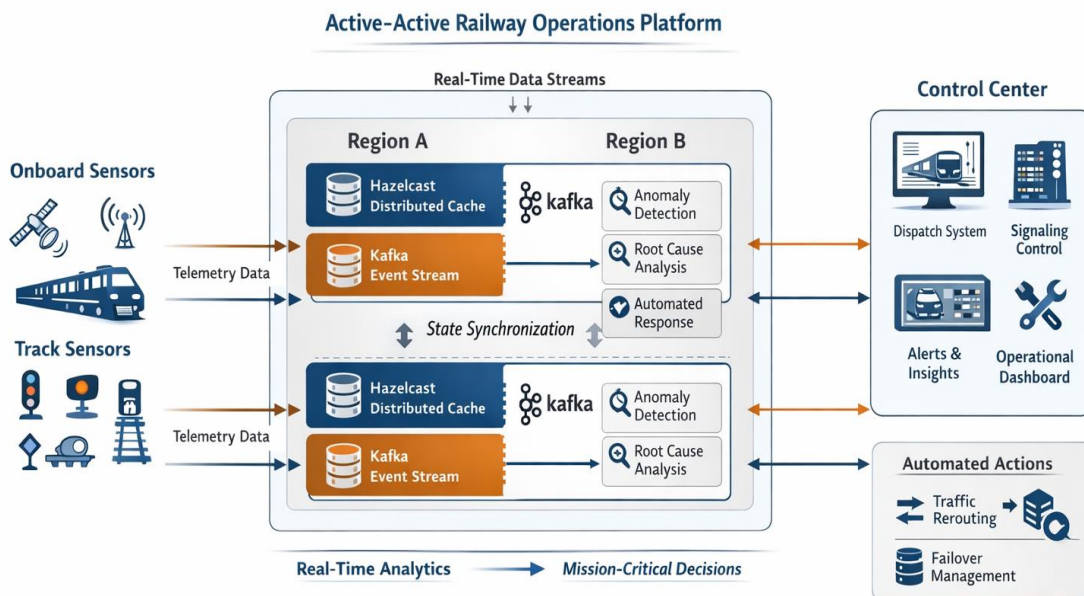 Active-Active Railway Operations Platform
Real-Time Data Streams
Control Center
Region A
Region B
Onboard Sensors
Hazelcast
Distributed Cache
kafka
Anomaly
Detection
Dispatch System
Signaling
Control
Telemetry Data
Kafka
Event Stream
Root Cause
Analysis
Automated
Response
State Synchronization
Track Sensors
Alerts &
Insights
Operational
Dashboard
Hazelcast
Distributed Cache
kafka
Anomaly
Detection
Telemetry Data
Kafka
Event Stream
Root Cause
Analysis
Automated Actions
Traffic
Rerouting
Failover
Management
Real-Time Analytics
Mission-Critical Decisions